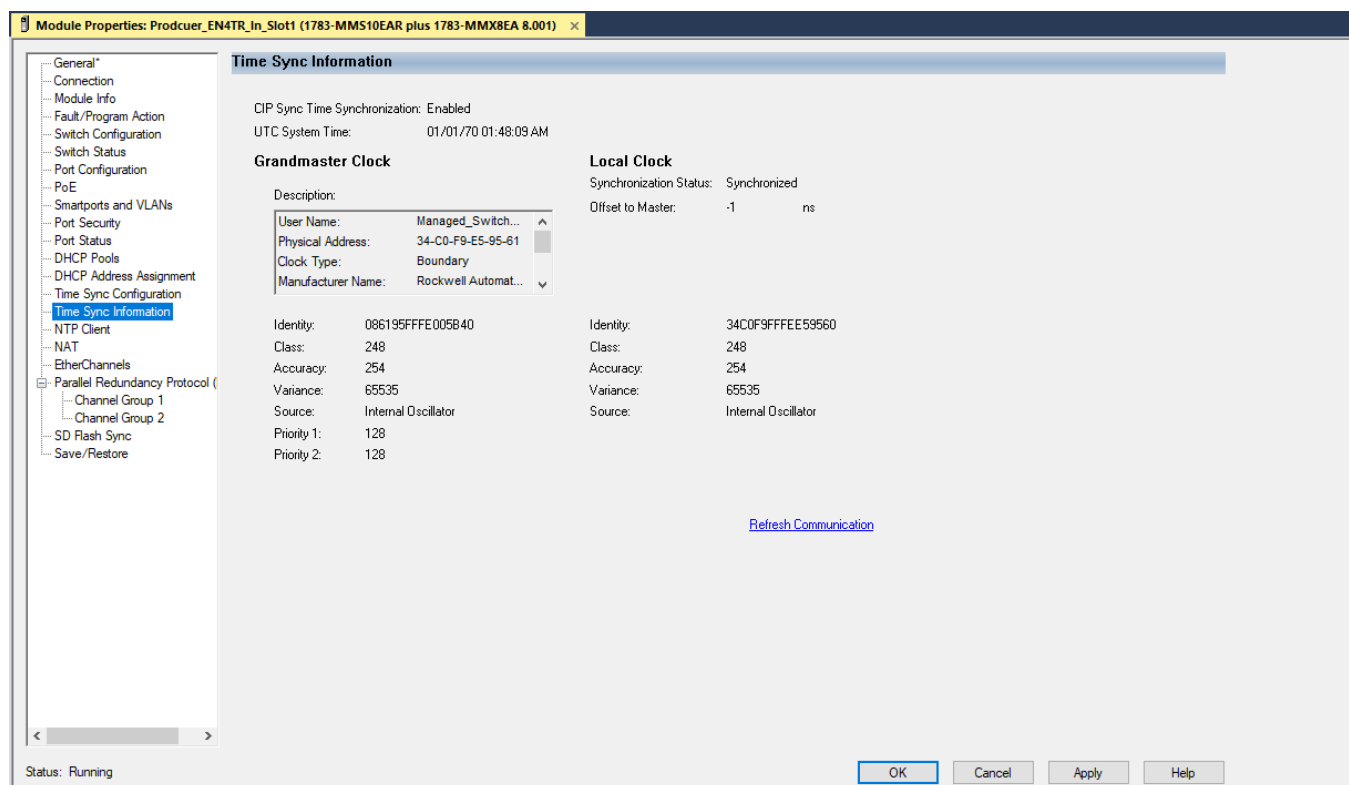 Module Properties: Prodcuer_EN4TR_In_Slot1 (1783-MMS10EAR plus 1783-MMX8EA 8.001) ×
General*
Connection
Module Info
Fault/Program Action
Switch Configuration
Switch Status
Port Configuration
PoE
Smartports and VLANs
Port Security
Port Status
DHCP Pools
DHCP Address Assignment
Time Sync Configuration
Time Sync Information
NTP Client
NAT
EtherChannels
Parallel Redundancy Protocol (
Channel Group 1
Channel Group 2
SD Flash Sync
Save/Restore
Time Sync Information
CIP Sync Time Synchronization: Enabled
UTC System Time: 01/01/70 01:48:09 AM
Grandmaster Clock
Description:
User Name: Managed_Switch...
Physical Address: 34-C0-F9-E5-95-61
Clock Type: Boundary
Manufacturer Name: Rockwell Automat...
Identity: 086195FFFE005B40
Class: 248
Accuracy: 254
Variance: 65535
Source: Internal Oscillator
Priority 1: 128
Priority 2: 128
Local Clock
Synchronization Status: Synchronized
Offset to Master: -1 ns
Identity: 34C0F9FFFEE59560
Class: 248
Accuracy: 254
Variance: 65535
Source: Internal Oscillator
Refresh Communication
Status: Running
OK Cancel Apply Help